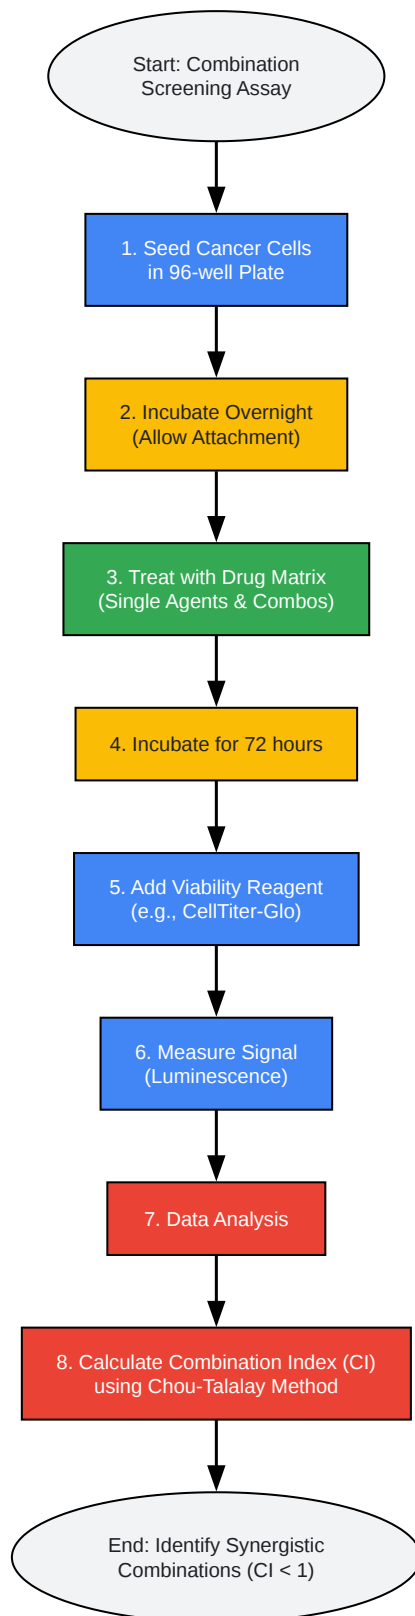 Start: Combination
Screening Assay
1. Seed Cancer Cells
in 96-well Plate
2. Incubate Overnight
(Allow Attachment)
3. Treat with Drug Matrix
(Single Agents & Combos)
4. Incubate for 72 hours
5. Add Viability Reagent
(e.g., CellTiter-Glo)
6. Measure Signal
(Luminescence)
7. Data Analysis
8. Calculate Combination Index (CI)
using Chou-Talalay Method
End: Identify Synergistic
Combinations (CI < 1)